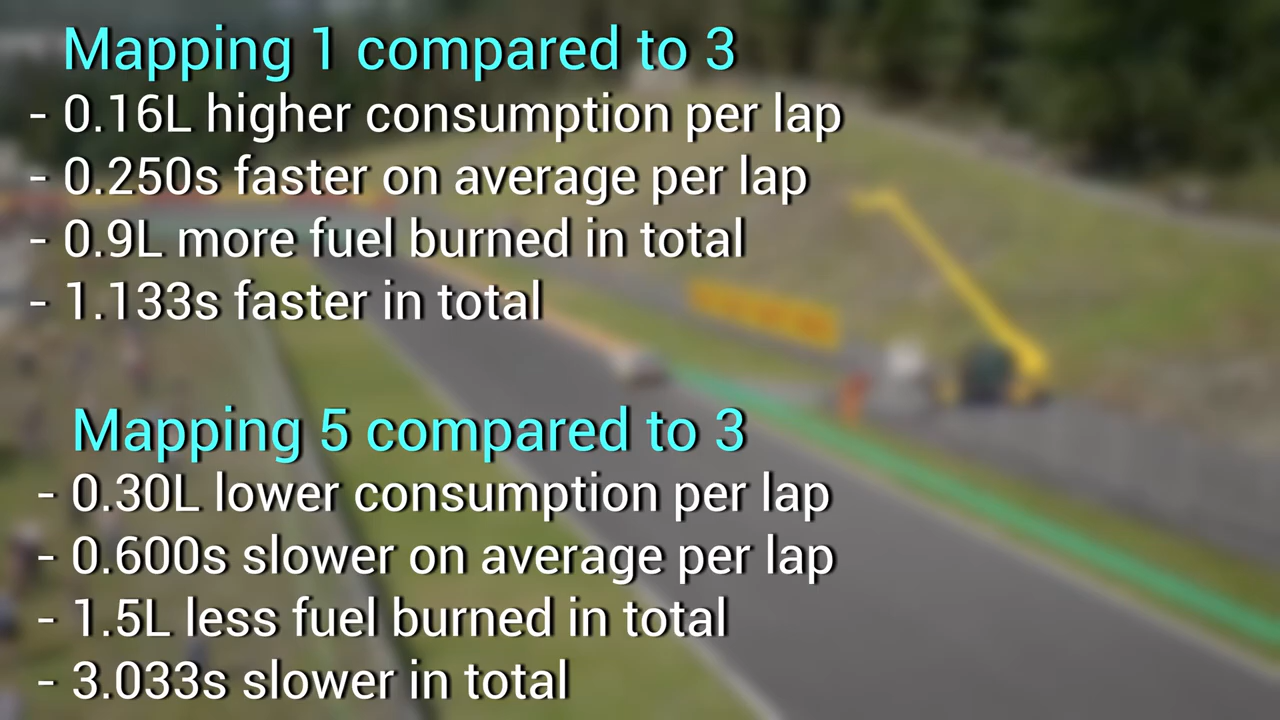 Mapping 1 compared to 3
- 0.16L higher consumption per lap
- 0.250s faster on average per lap
- 0.9L more fuel burned in total
- 1.133s faster in total
Mapping 5 compared to 3
- 0.30L lower consumption per lap
- 0.600s slower on average per lap
- 1.5L less fuel burned in total
- 3.033s slower in total